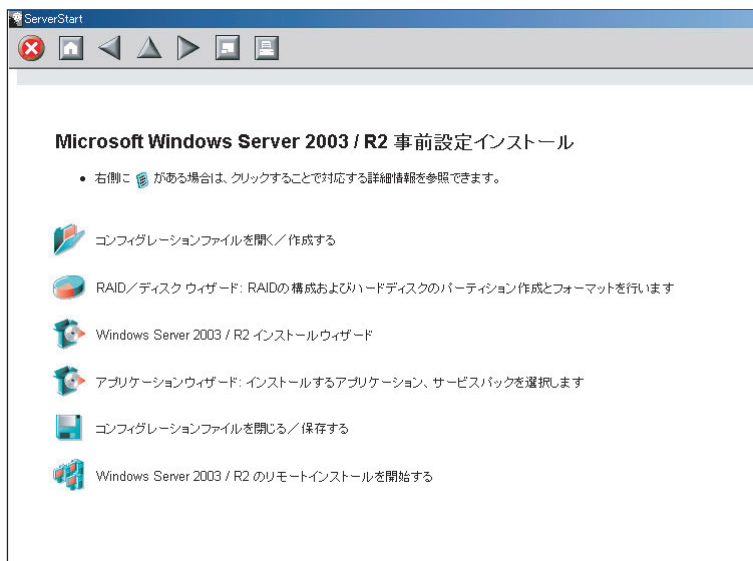 ServerStart
Microsoft Windows Server 2003 / R2 事前設定インストール
• 右側に がある場合は、クリックすることで対応する詳細情報を参照できます。
コンフィグレーションファイルを開く／作成する
RAID／ディスク ウィザード: RAIDの構成およびハードディスクのパーティション作成とフォーマットを行います
Windows Server 2003 / R2 インストールウィザード
アプリケーションウィザード: インストールするアプリケーション、サービスパックを選択します
コンフィグレーションファイルを閉じる／保存する
Windows Server 2003 / R2 のリモートインストールを開始する